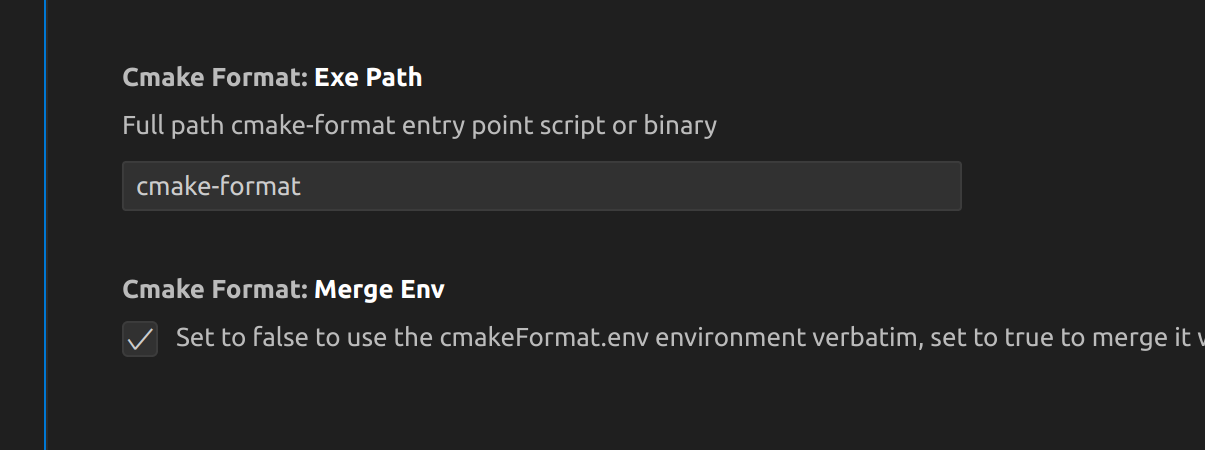 Cmake Format: Exe Path
Full path cmake-format entry point script or binary
cmake-format
Cmake Format: Merge Env
Set to false to use the cmakeFormat.env environment verbatim, set to true to merge it